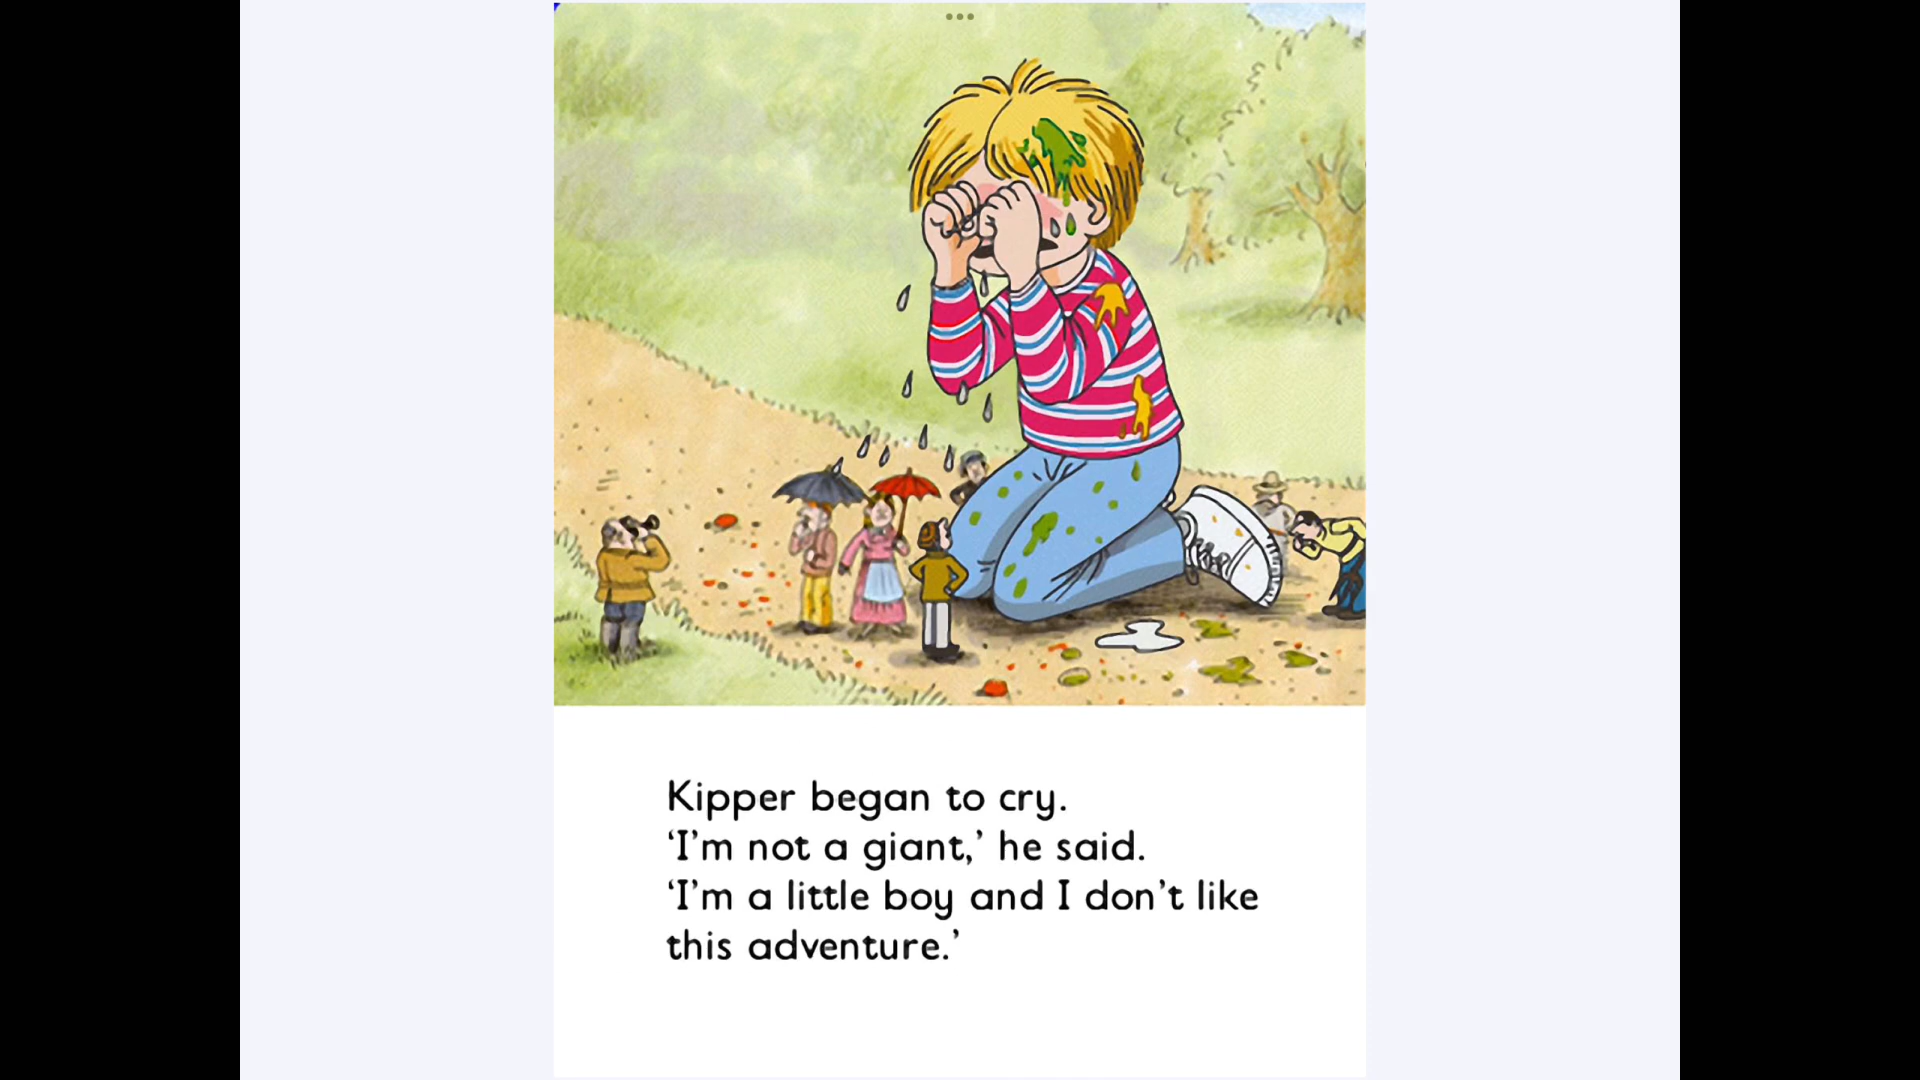 Kipper began to cry.
‘I’m not a giant,’ he said.
‘I’m a little boy and I don’t like
this adventure.’